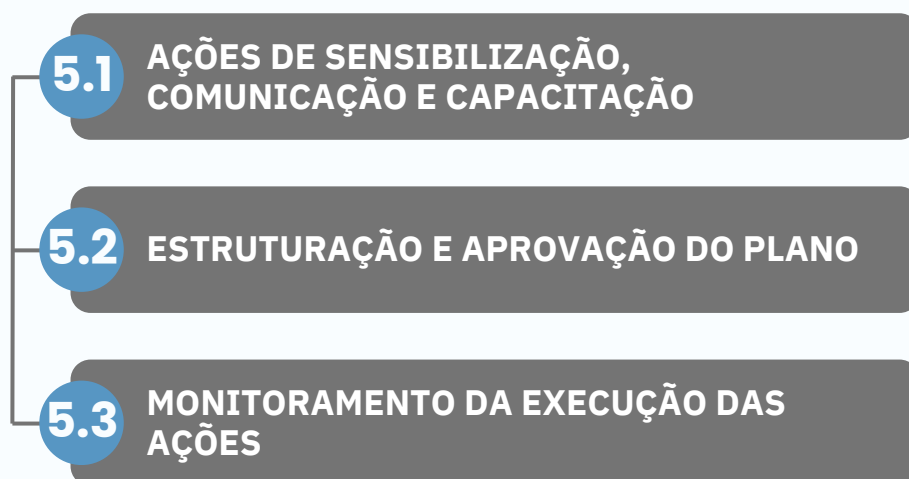 5.1
AÇÕES DE SENSIBILIZAÇÃO,
COMUNICAÇÃO E CAPACITAÇÃO
5.2
ESTRUTURAÇÃO E APROVAÇÃO DO PLANO
5.3
MONITORAMENTO DA EXECUÇÃO DAS
AÇÕES